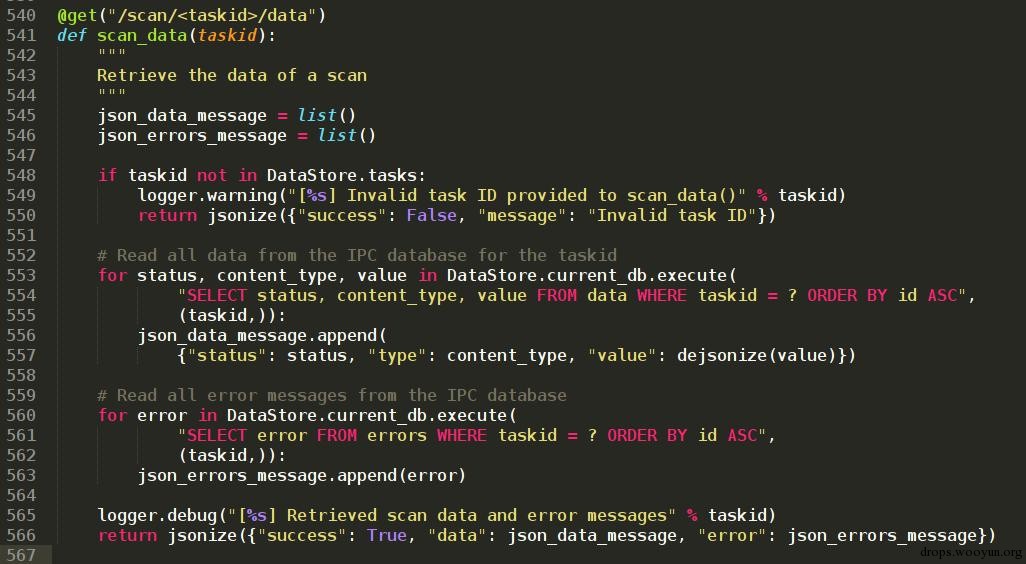 540 @get("/scan/<taskid>/data")
541 def scan_data(taskid):
542     """
543     Retrieve the data of a scan
544     """
545     json_data_message = list()
546     json_errors_message = list()
547
548     if taskid not in DataStore.tasks:
549         logger.warning("[%s] Invalid task ID provided to scan_data()" % taskid)
550         return jsonize({"success": False, "message": "Invalid task ID"})
551
552     # Read all data from the IPC database for the taskid
553     for status, content_type, value in DataStore.current_db.execute(
554             "SELECT status, content_type, value FROM data WHERE taskid = ? ORDER BY id ASC",
555             (taskid,)):
556         json_data_message.append(
557             {"status": status, "type": content_type, "value": dejsonize(value)})
558
559     # Read all error messages from the IPC database
560     for error in DataStore.current_db.execute(
561             "SELECT error FROM errors WHERE taskid = ? ORDER BY id ASC",
562             (taskid,)):
563         json_errors_message.append(error)
564
565     logger.debug("[%s] Retrieved scan data and error messages" % taskid)
566     return jsonize({"success": True, "data": json_data_message, "error": json_errors_message})
567
drops.wooyun.org